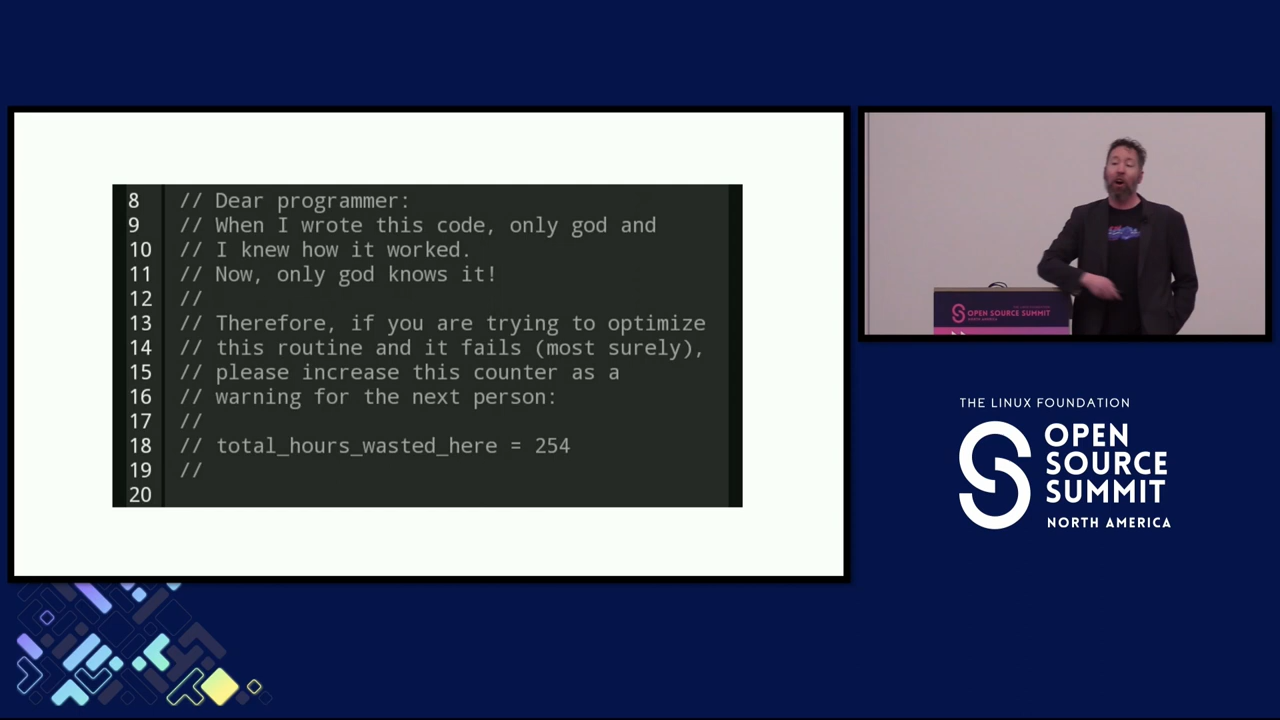 8 // Dear programmer:
9 // When I wrote this code, only god and
10 // I knew how it worked.
11 // Now, only god knows it!
12 //
13 // Therefore, if you are trying to optimize
14 // this routine and it fails (most surely),
15 // please increase this counter as a
16 // warning for the next person:
17 //
18 // total_hours_wasted_here = 254
19 //
20
OPEN SOURCE SUMMIT
THE LINUX FOUNDATION
OPEN
SOURCE
SUMMIT
NORTH AMERICA